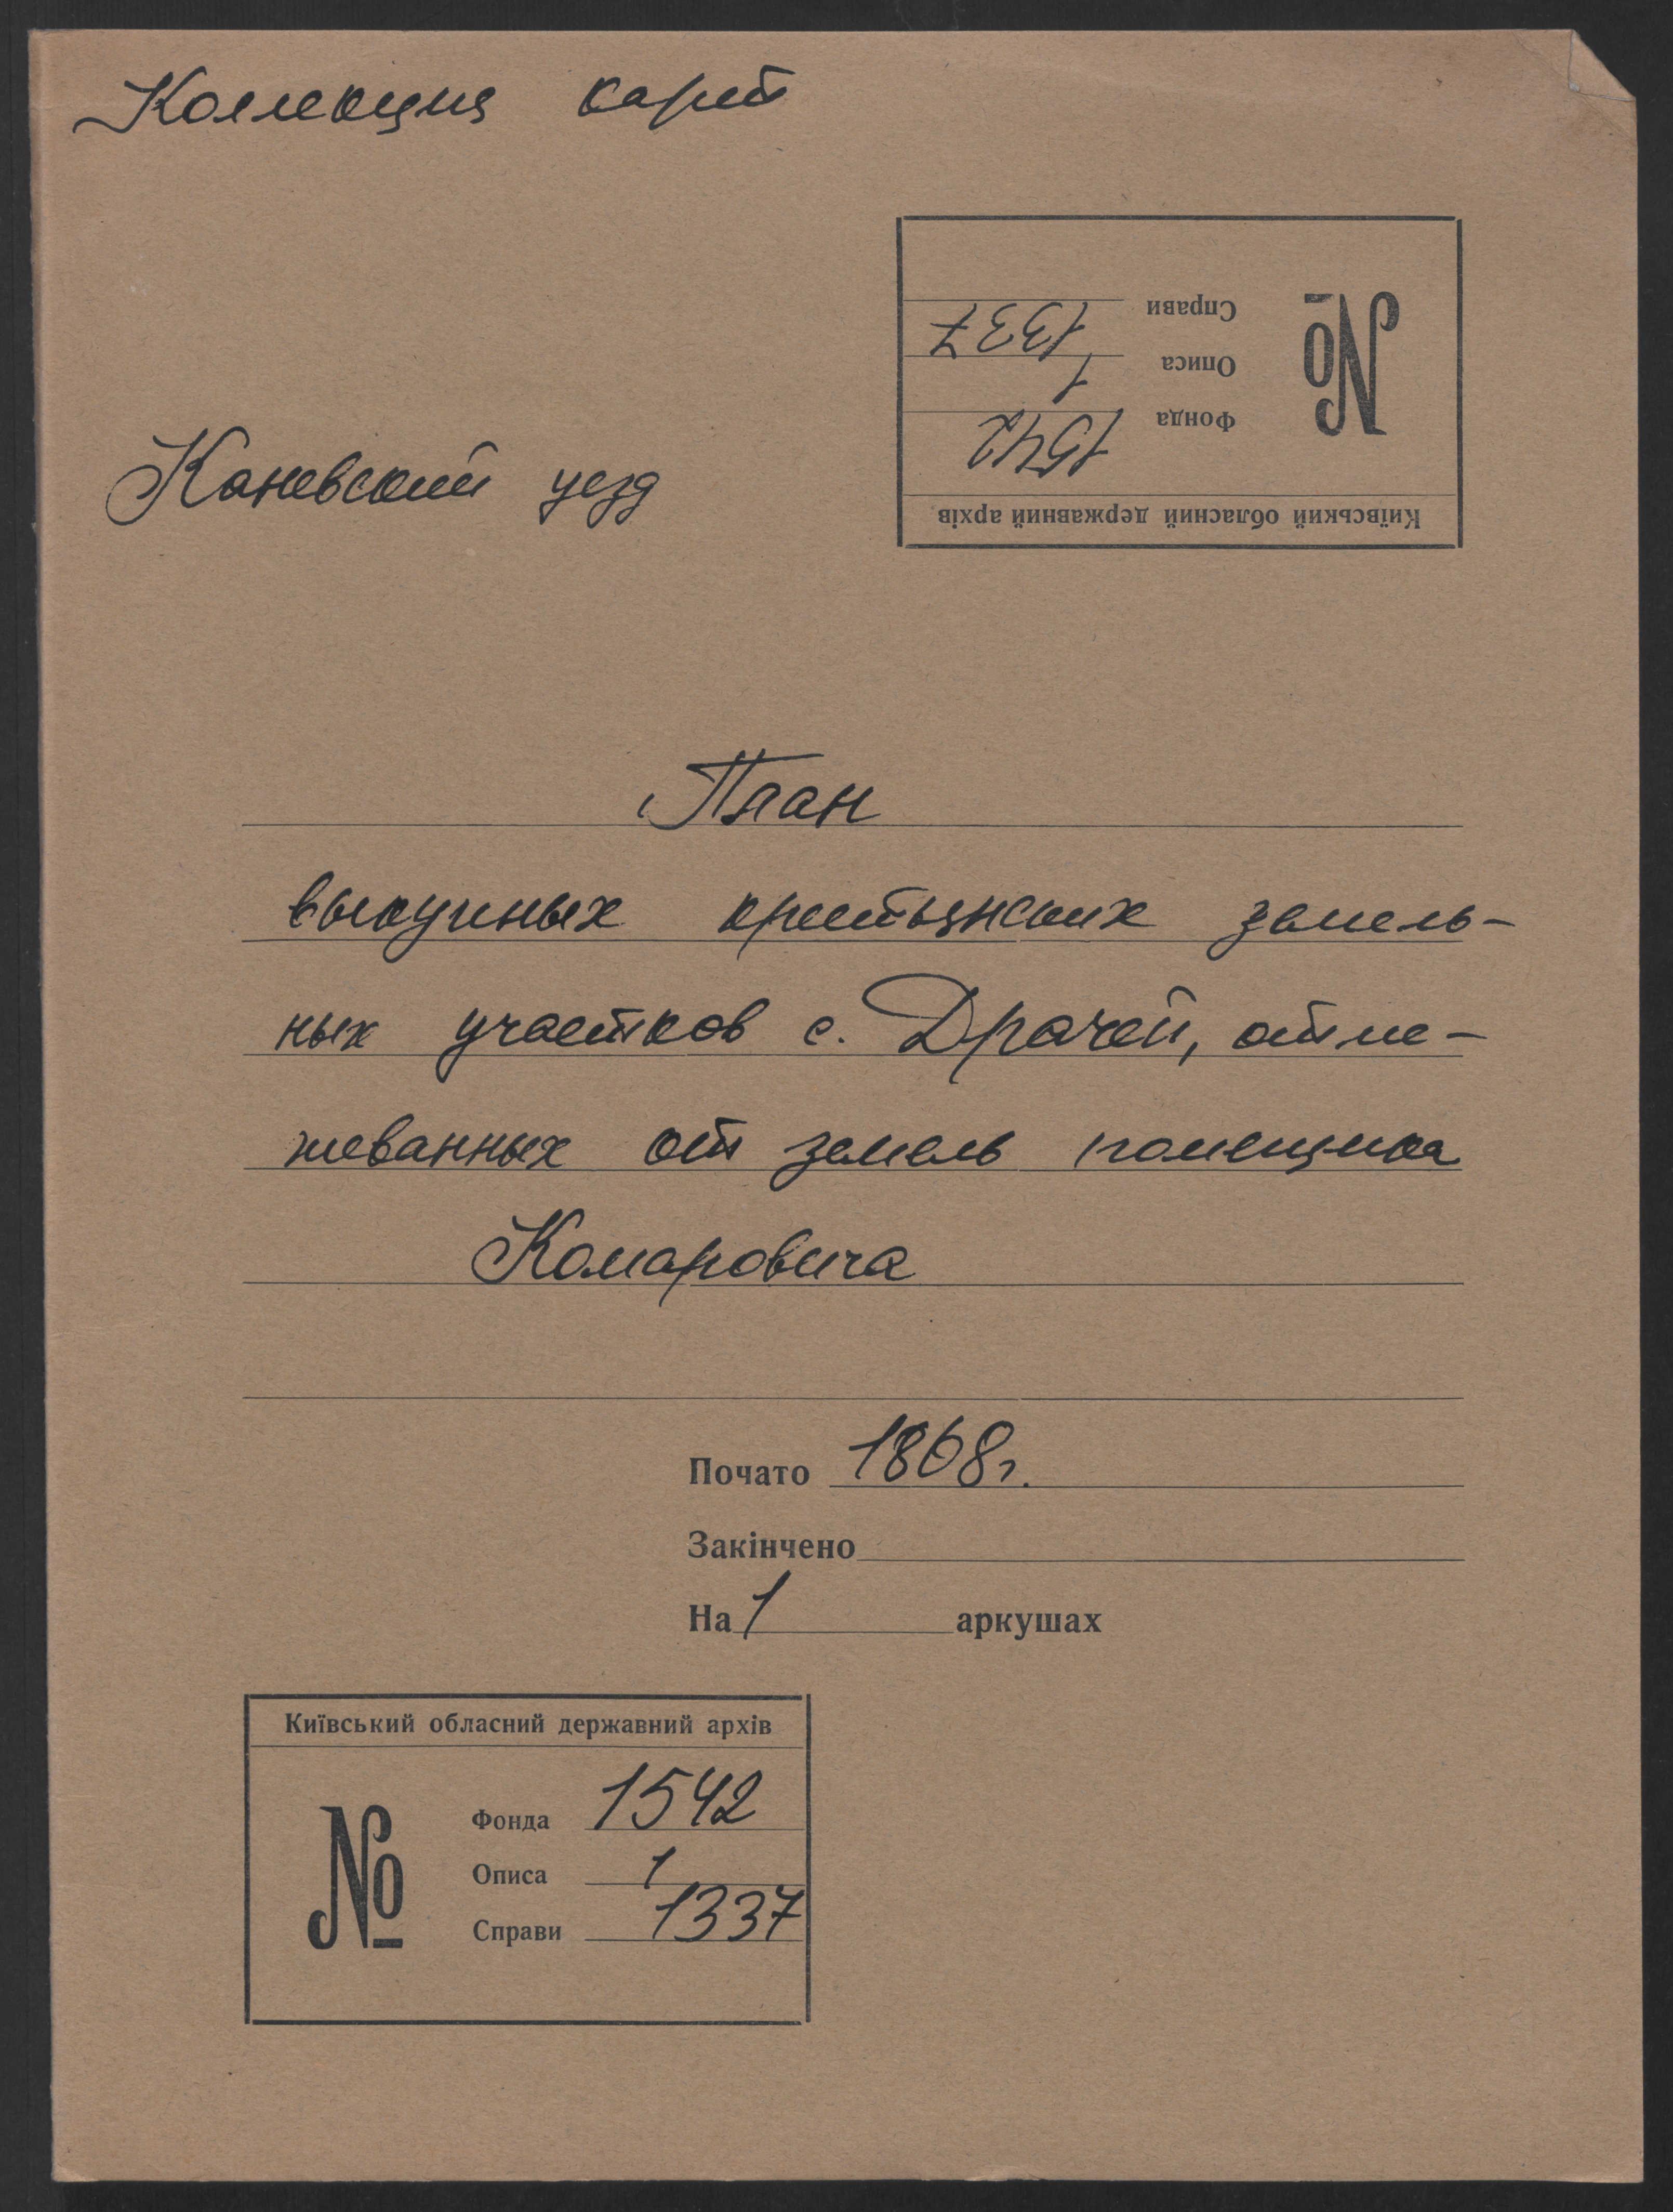 Коллекция карт
Київський обласний державний архів
№
Фонда 1542
Описа 1
Справи 1337
Каневский уезд
План
выкупных крестьянских земель-
ных участков с. Драчей, отме-
жеванных от земель помещика
Комаровича
Почато 1868г.
Закінчено
На 1 аркушах
Київський обласний державний архів
№
Фонда 1542
Описа 1
Справи 1337